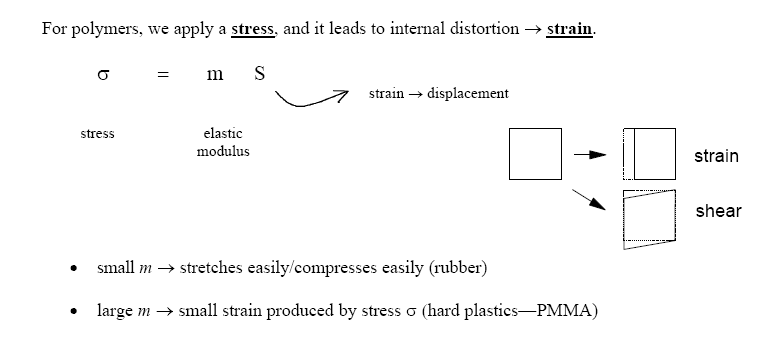 For polymers, we apply a stress, and it leads to internal distortion → strain.
σ = m S
strain → displacement
stress elastic
modulus
strain
shear
• small m → stretches easily/compresses easily (rubber)
• large m → small strain produced by stress σ (hard plastics—PMMA)